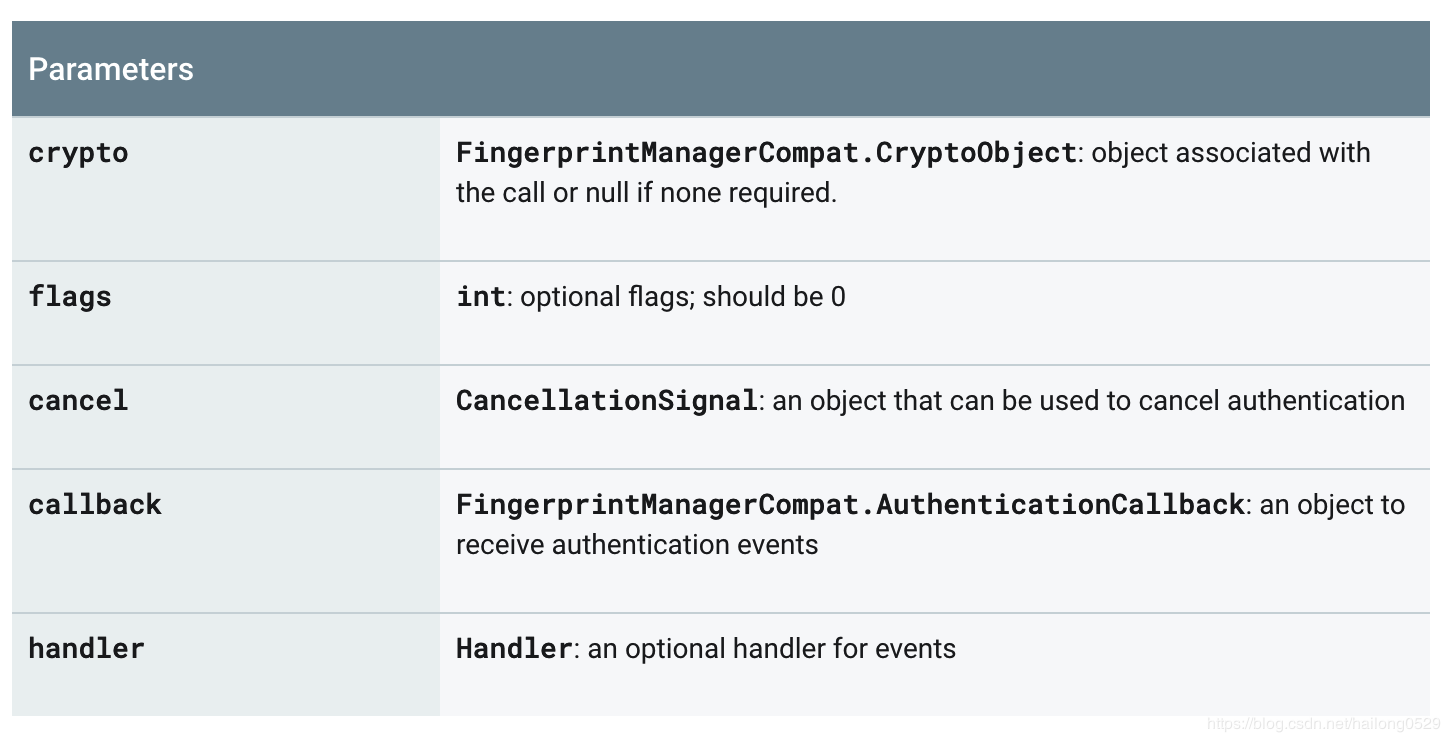 Parameters
crypto
FingerprintManagerCompat.CryptoObject: object associated with
the call or null if none required.
flags
int: optional flags; should be 0
cancel
CancellationSignal: an object that can be used to cancel authentication
callback
FingerprintManagerCompat.AuthenticationCallback: an object to
receive authentication events
handler
Handler: an optional handler for events
https://blog.csdn.net/hailong0529